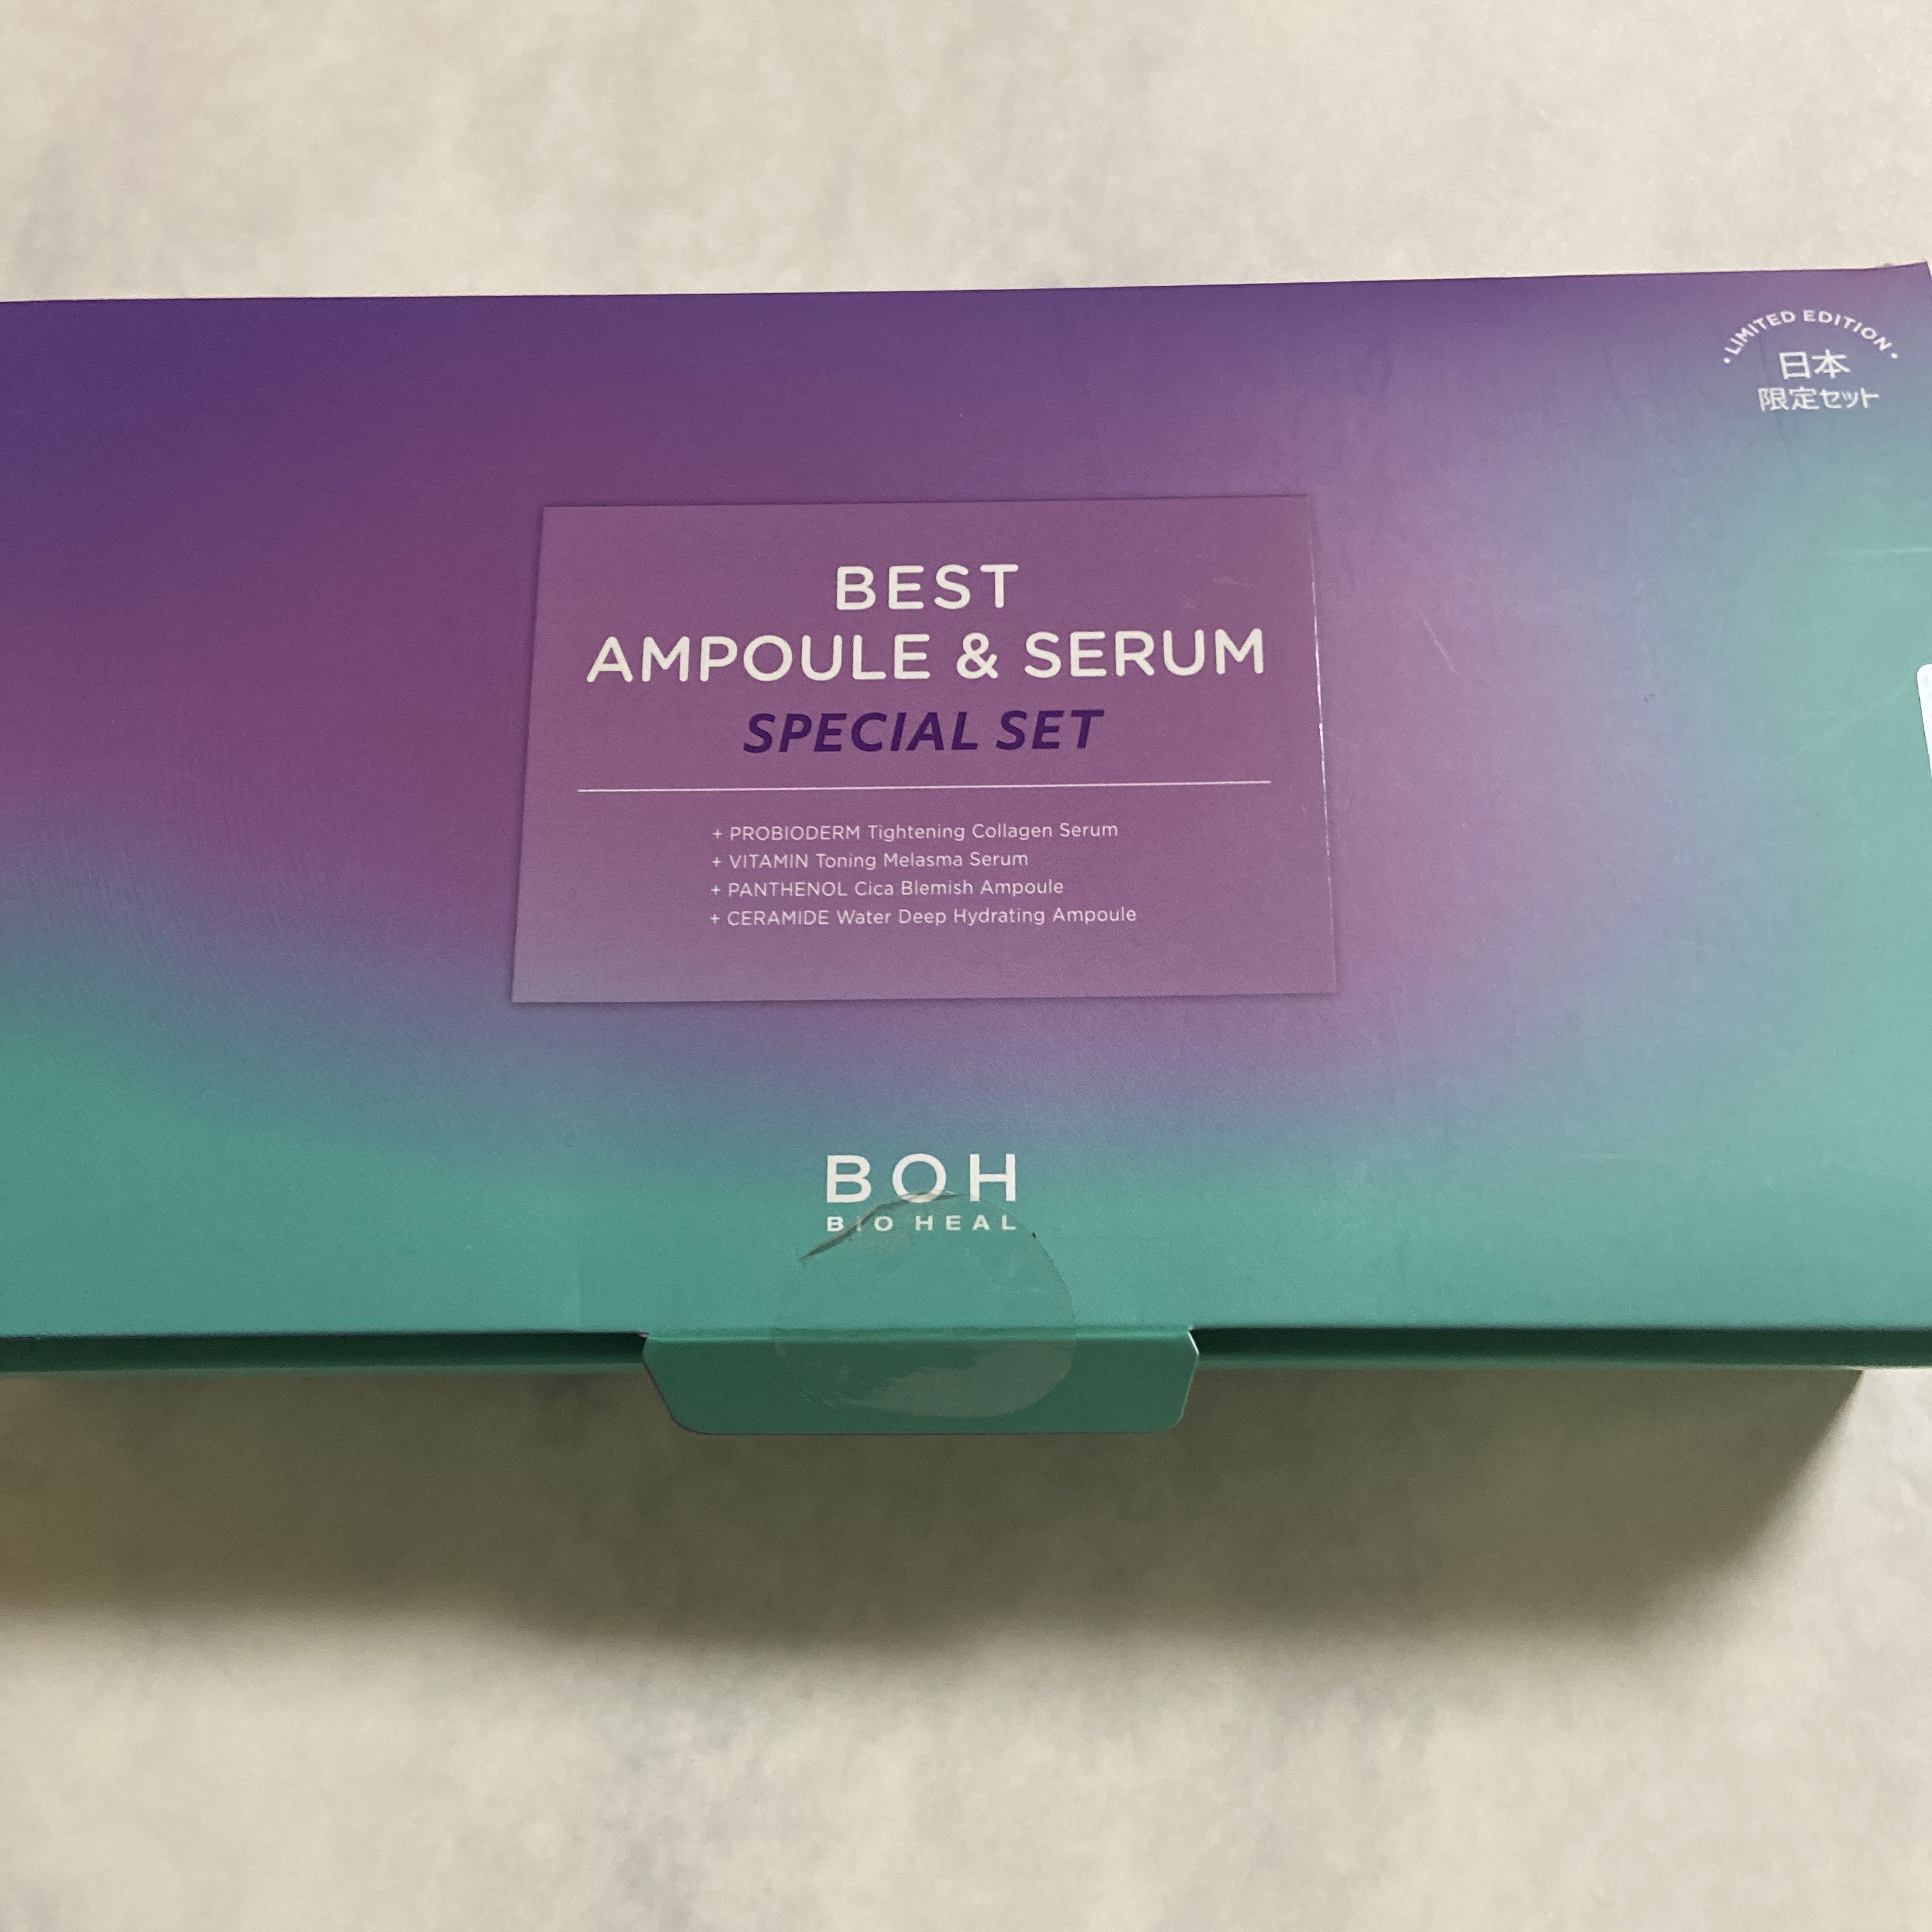 • LIMITED EDITION •
日本
限定セット
BEST
AMPOULE & SERUM
SPECIAL SET
+ PROBIODERM Tightening Collagen Serum
+ VITAMIN Toning Melasma Serum
+ PANTHENOL Cica Blemish Ampoule
+ CERAMIDE Water Deep Hydrating Ampoule
BOH
BIO HEAL